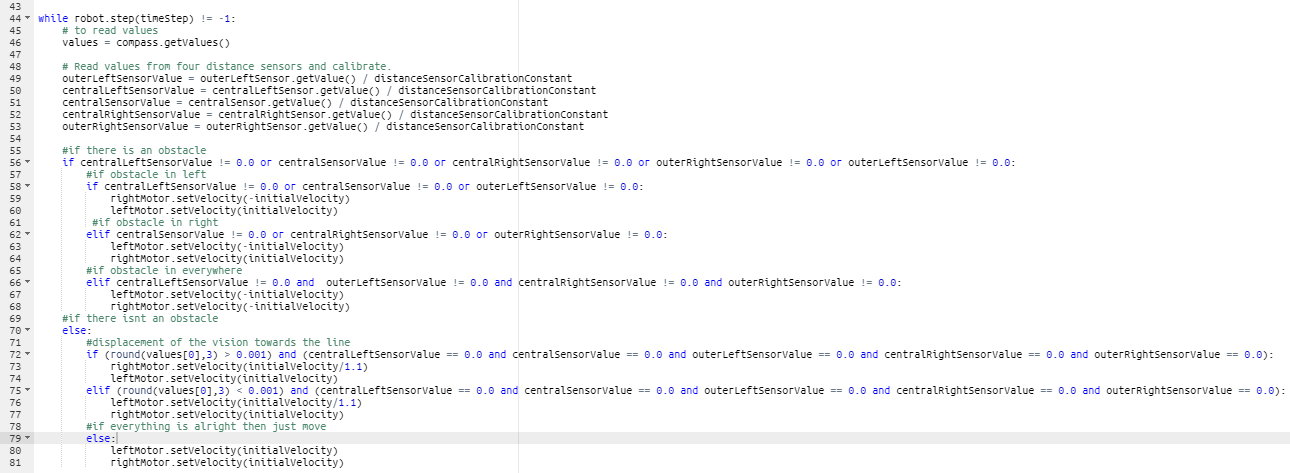 43
44 while robot.step(timeStep) != -1:
45 # to read values
46 values = compass.getValues()
47
48 # Read values from four distance sensors and calibrate.
49 outerLeftSensorValue = outerLeftSensor.getValue() / distanceSensorCalibrationConstant
50 centralLeftSensorValue = centralLeftSensor.getValue() / distanceSensorCalibrationConstant
51 centralSensorValue = centralSensor.getValue() / distanceSensorCalibrationConstant
52 centralRightSensorValue = centralRightSensor.getValue() / distanceSensorCalibrationConstant
53 outerRightSensorValue = outerRightSensor.getValue() / distanceSensorCalibrationConstant
54
55 #if there is an obstacle
56 if centralLeftSensorValue != 0.0 or centralSensorValue != 0.0 or centralRightSensorValue != 0.0 or outerRightSensorValue != 0.0 or outerLeftSensorValue != 0.0:
57 #if obstacle in left
58 if centralLeftSensorValue != 0.0 or centralSensorValue != 0.0 or outerLeftSensorValue != 0.0:
59 rightMotor.setVelocity(-initialVelocity)
60 leftMotor.setVelocity(initialVelocity)
61 #if obstacle in right
62 elif centralSensorValue != 0.0 or centralRightSensorValue != 0.0 or outerRightSensorValue != 0.0:
63 leftMotor.setVelocity(-initialVelocity)
64 rightMotor.setVelocity(initialVelocity)
65 #if obstacle in everywhere
66 elif centralLeftSensorValue != 0.0 and  outerLeftSensorValue != 0.0 and centralRightSensorValue != 0.0 and outerRightSensorValue != 0.0:
67 leftMotor.setVelocity(-initialVelocity)
68 rightMotor.setVelocity(-initialVelocity)
69 #if there isnt an obstacle
70 else:
71 #displacement of the vision towards the line
72 if (round(values[0],3) > 0.001) and (centralLeftSensorValue == 0.0 and centralSensorValue == 0.0 and outerLeftSensorValue == 0.0 and centralRightSensorValue == 0.0 and outerRightSensorValue == 0.0):
73 rightMotor.setVelocity(initialVelocity/1.1)
74 leftMotor.setVelocity(initialVelocity)
75 elif (round(values[0],3) < 0.001) and (centralLeftSensorValue == 0.0 and centralSensorValue == 0.0 and outerLeftSensorValue == 0.0 and centralRightSensorValue == 0.0 and outerRightSensorValue == 0.0):
76 leftMotor.setVelocity(initialVelocity/1.1)
77 rightMotor.setVelocity(initialVelocity)
78 #if everything is alright then just move
79 else:
80 leftMotor.setVelocity(initialVelocity)
81 rightMotor.setVelocity(initialVelocity)